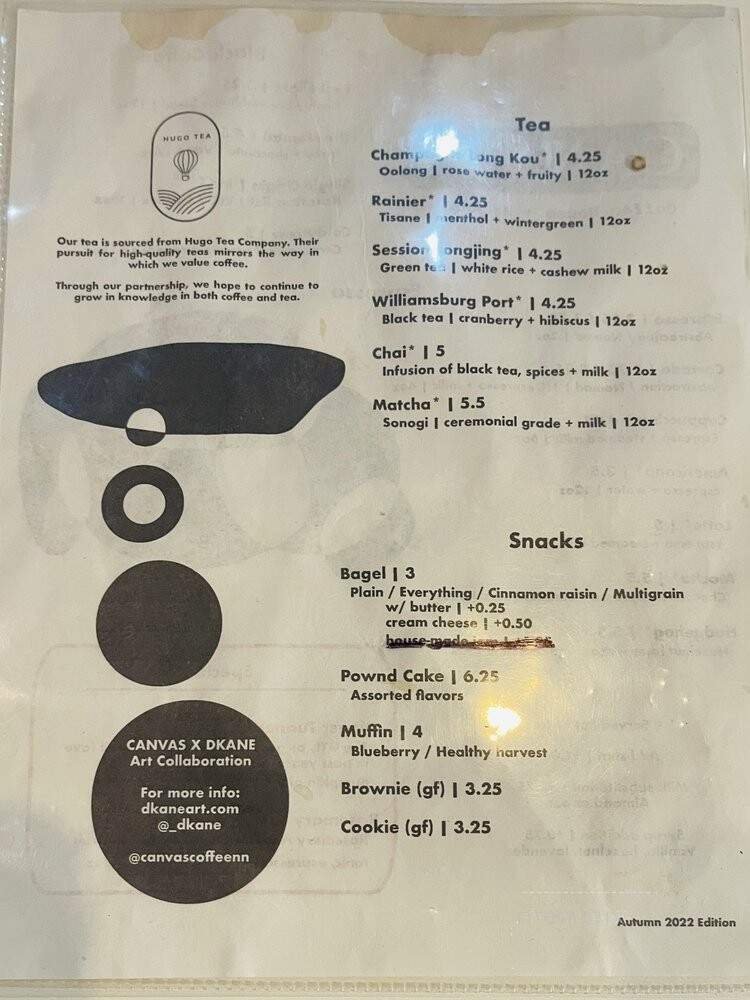 HUGO TEA
Our tea is sourced from Hugo Tea Company. Their
pursuit for high-quality teas mirrors the way in
which we value coffee.
Through our partnership, we hope to continue to
grow in knowledge in both coffee and tea.
Tea
Long Kou* | 4.25
Oolong | rose water + fruity | 12oz
Rainier* | 4.25
Tisane | menthol + wintergreen | 12oz
Session Longjing* | 4.25
Green tea | white rice + cashew milk | 12oz
Williamsburg Port* | 4.25
Black tea | cranberry + hibiscus | 12oz
Chai* | 5
Infusion of black tea, spices + milk | 12oz
Matcha* | 5.5
Sonogi | ceremonial grade + milk | 12oz
Snacks
Bagel | 3
Plain / Everything / Cinnamon raisin / Multigrain
w/ butter | +0.25
cream cheese | +0.50
house-made jam |
Pownd Cake | 6.25
Assorted flavors
Muffin | 4
Blueberry / Healthy harvest
Brownie (gf) | 3.25
Cookie (gf) | 3.25
CANVAS X DKANE
Art Collaboration
For more info:
dkaneart.com
@_dkane
@canvascoffeenn
Autumn 2022 Edition